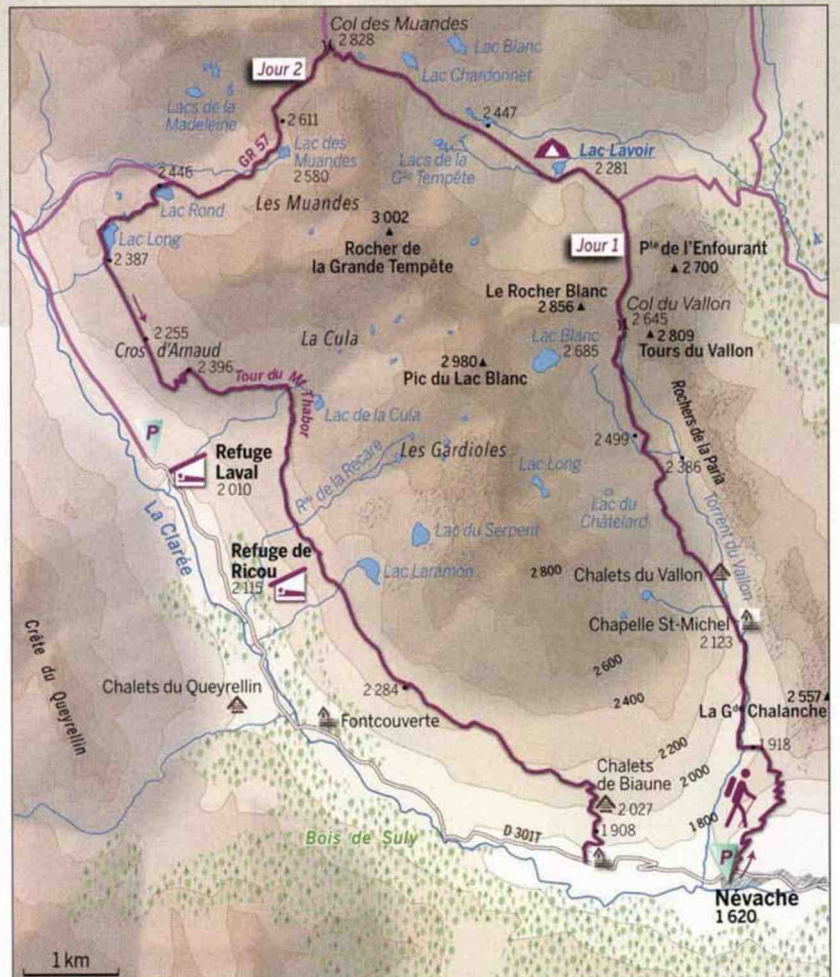 Col des Muandes
2 828
Lac Blanc
Jour 2
Lac Chardonnet
Lacs de la
Madeleine
2 611
2 447
GR 57
Lac des
Muandes
2 580
Lacs de la
Gde Tempête
Lac Lavoir
2 281
2 446
Lac Rond
Les Muandes
3 002
Rocher de
la Grande Tempête
Lac Long
2 387
Jour 1
Pte de l'Enfourant
2 700
Le Rocher Blanc
2 856
Col du Vallon
2 645
2 809
Tours du Vallon
Lac Blanc
2 685
2 255
Cros d'Arnaud
2 396
La Cula
2 980
Pic du Lac Blanc
Tour du Mt Thabor
Lac de la Cula
Rochers de la Paria
P
Refuge
Laval
2 010
Rau de la Recare
Les Gardioles
2 499
2 386
Lac Long
Lac du
Châtelard
Torrent du Vallon
La Clarée
Lac du Serpent
Refuge de
Ricou
2 115
Lac Laramon
2 800
Chalets du Vallon
Chapelle St-Michel
2 123
Crête du Queyrellin
2 600
Chalets du Queyrellin
2 284
2 400
2 557
La Gde Chalanche
Fontcouverte
2 200
1 918
Chalets
de Biaune
2 027
2 000
1 908
1 800
D 301T
Bois de Suly
P
Névache
1 620
1 km